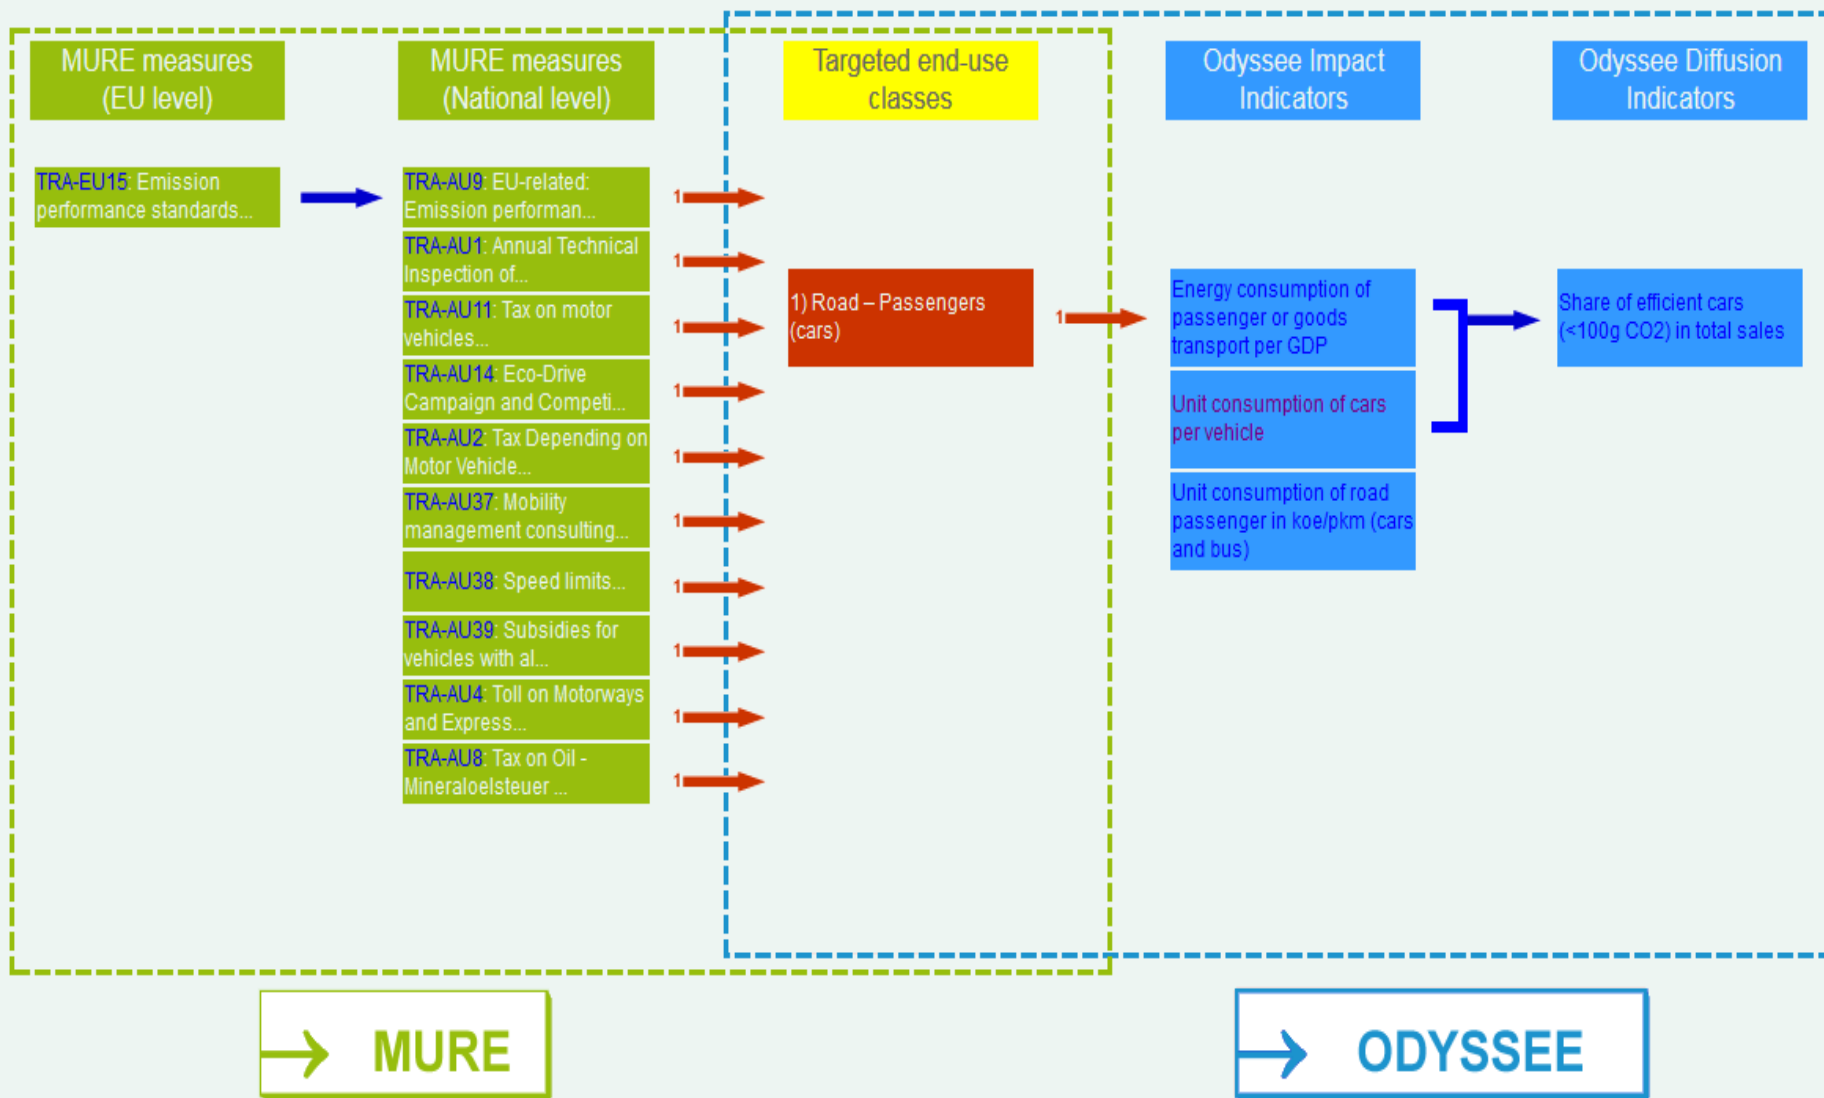 MURE measures
(EU level)
MURE measures
(National level)
Targeted end-use
classes
Odyssee Impact
Indicators
Odyssee Diffusion
Indicators
TRA-EU15: Emission
performance standards...
TRA-AU9: EU-related:
Emission performan...
1
TRA-AU1: Annual Technical
Inspection of...
1
TRA-AU11: Tax on motor
vehicles...
1
TRA-AU14: Eco-Drive
Campaign and Competi...
1
TRA-AU2: Tax Depending on
Motor Vehicle...
1
TRA-AU37: Mobility
management consulting...
1
TRA-AU38: Speed limits...
1
TRA-AU39: Subsidies for
vehicles with al...
1
TRA-AU4: Toll on Motorways
and Express...
1
TRA-AU8: Tax on Oil -
Mineraloelsteuer ...
1
1) Road – Passengers
(cars)
1
Energy consumption of
passenger or goods
transport per GDP
Unit consumption of cars
per vehicle
Unit consumption of road
passenger in koe/pkm (cars
and bus)
Share of efficient cars
(<100g CO2) in total sales
MURE
ODYSSEE